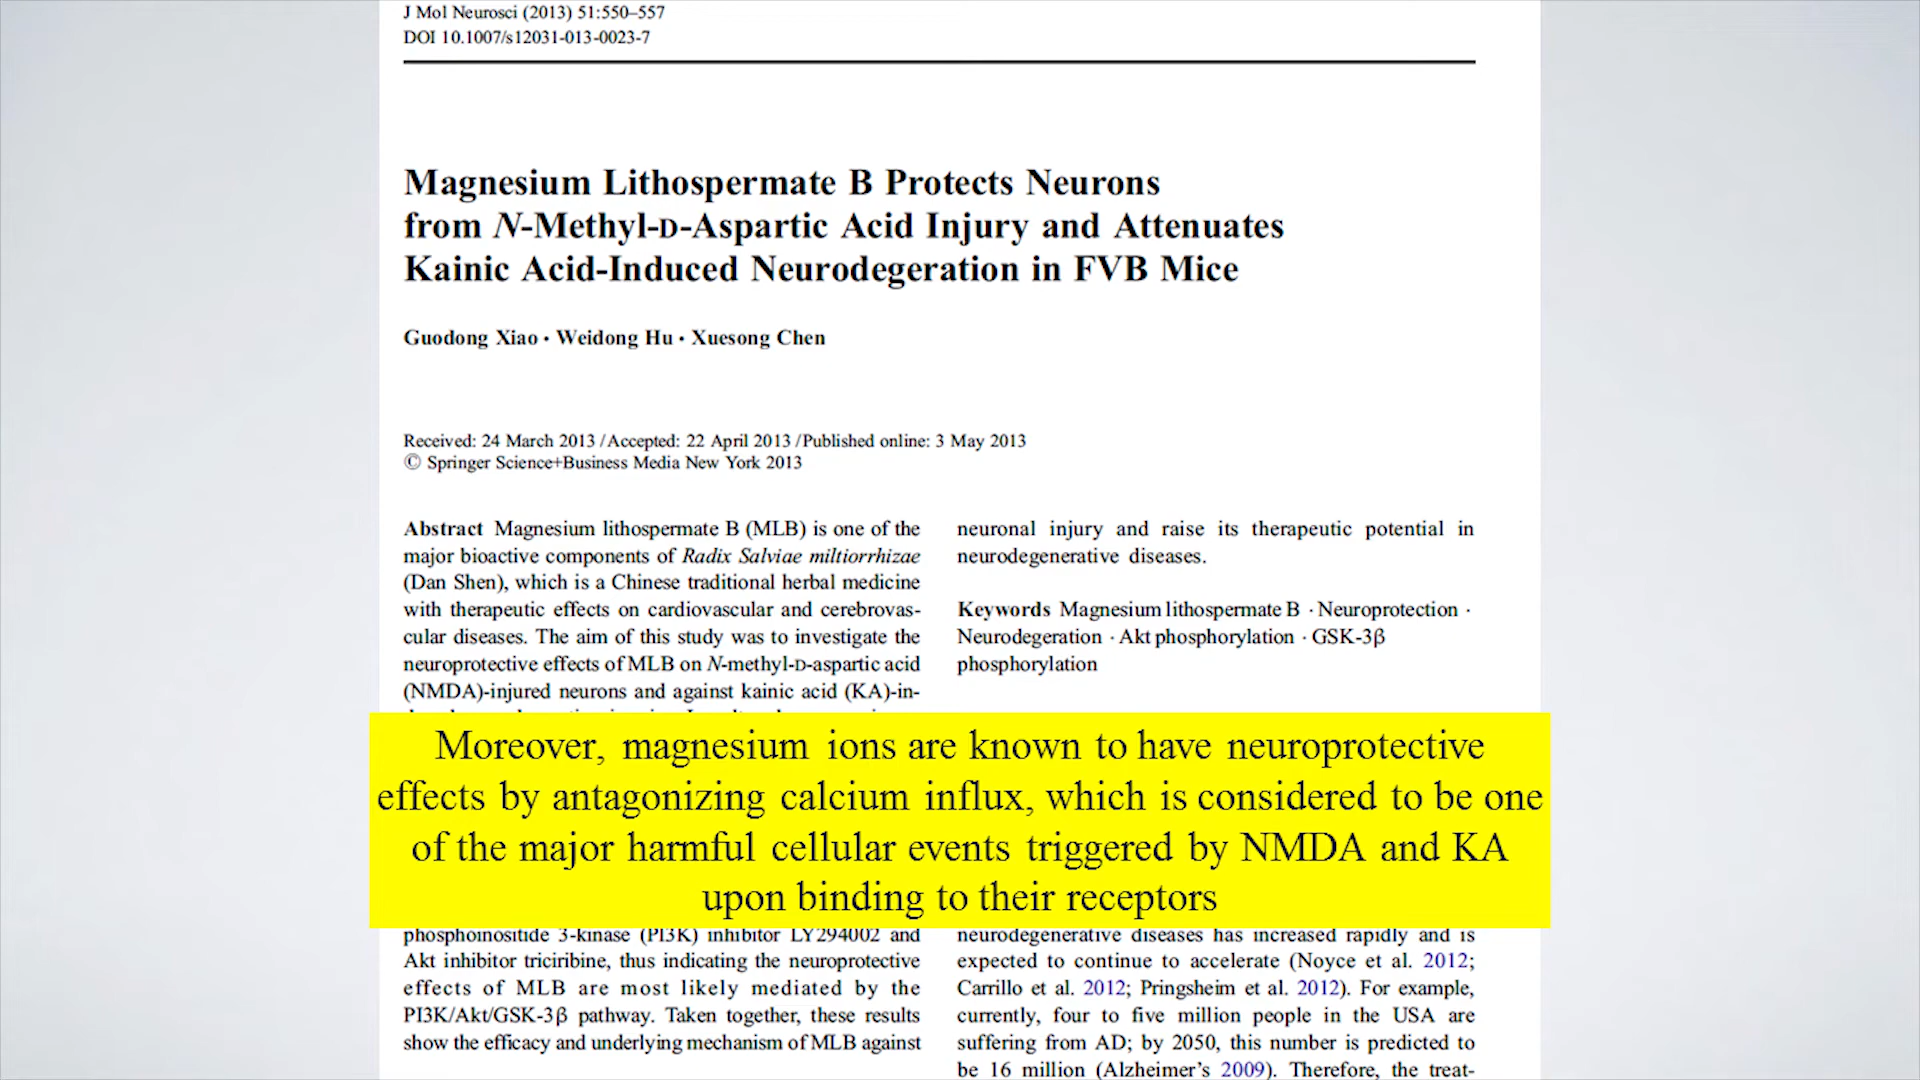 J Mol Neurosci (2013) 51:550–557
DOI 10.1007/s12031-013-0023-7
Magnesium Lithospermate B Protects Neurons
from N-Methyl-D-Aspartic Acid Injury and Attenuates
Kainic Acid-Induced Neurodegeration in FVB Mice
Guodong Xiao · Weidong Hu · Xuesong Chen
Received: 24 March 2013 / Accepted: 22 April 2013 / Published online: 3 May 2013
© Springer Science+Business Media New York 2013
Abstract Magnesium lithospermate B (MLB) is one of the
major bioactive components of Radix Salviae miltiorrhizae
(Dan Shen), which is a Chinese traditional herbal medicine
with therapeutic effects on cardiovascular and cerebrovas-
cular diseases. The aim of this study was to investigate the
neuroprotective effects of MLB on N-methyl-D-aspartic acid
(NMDA)-injured neurons and against kainic acid (KA)-in-
neuronal injury and raise its therapeutic potential in
neurodegenerative diseases.
Keywords Magnesium lithospermate B · Neuroprotection ·
Neurodegeration · Akt phosphorylation · GSK-3β
phosphorylation
Moreover, magnesium ions are known to have neuroprotective
effects by antagonizing calcium influx, which is considered to be one
of the major harmful cellular events triggered by NMDA and KA
upon binding to their receptors
phosphoinositide 3-kinase (PI3K) inhibitor LY294002 and
Akt inhibitor triciribine, thus indicating the neuroprotective
effects of MLB are most likely mediated by the
PI3K/Akt/GSK-3β pathway. Taken together, these results
show the efficacy and underlying mechanism of MLB against
neurodegenerative diseases has increased rapidly and is
expected to continue to accelerate (Noyce et al. 2012;
Carrillo et al. 2012; Pringsheim et al. 2012). For example,
currently, four to five million people in the USA are
suffering from AD; by 2050, this number is predicted to
be 16 million (Alzheimer's 2009). Therefore, the treat-